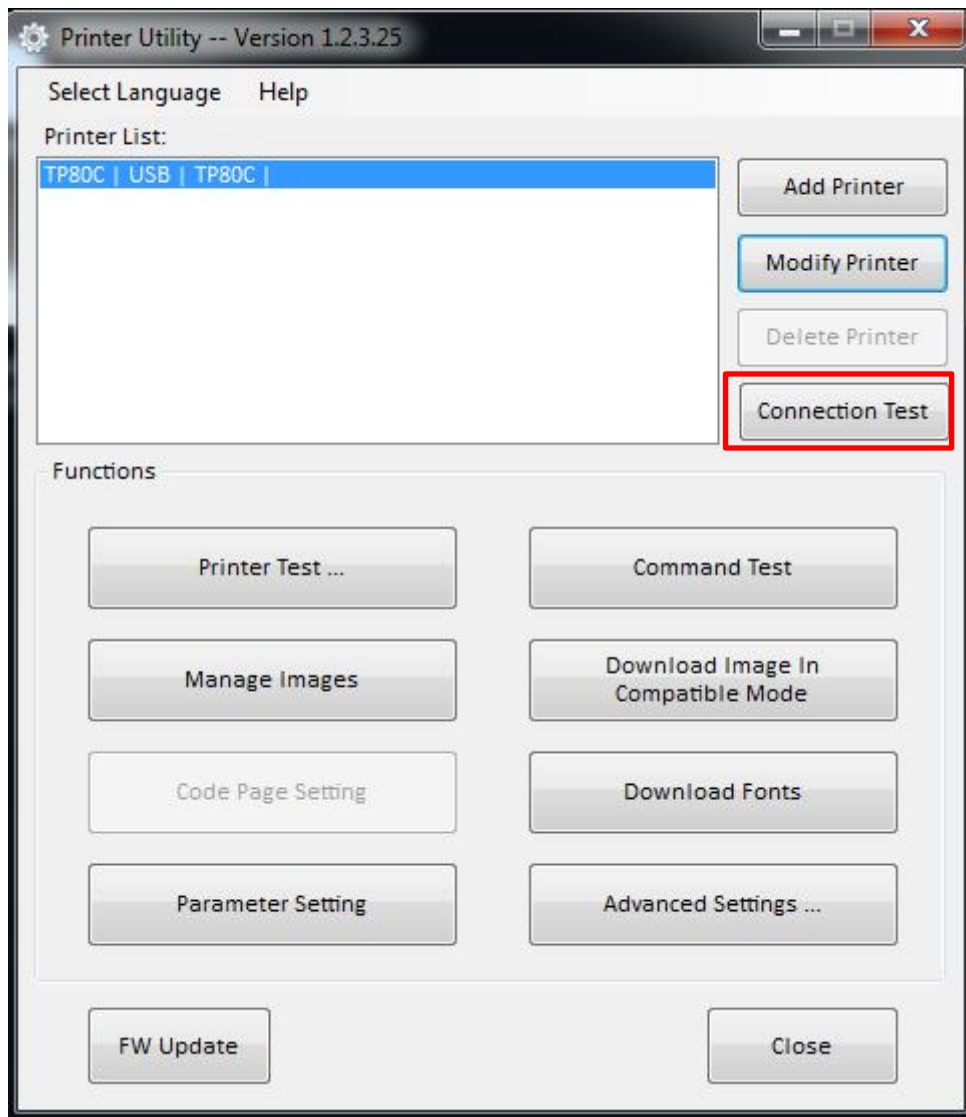 Printer Utility -- Version 1.2.3.25
Select Language Help
Printer List:
TP80C | USB | TP80C |
Add Printer
Modify Printer
Delete Printer
Connection Test
Functions
Printer Test ...
Command Test
Manage Images
Download Image In
Compatible Mode
Code Page Setting
Download Fonts
Parameter Setting
Advanced Settings ...
FW Update
Close